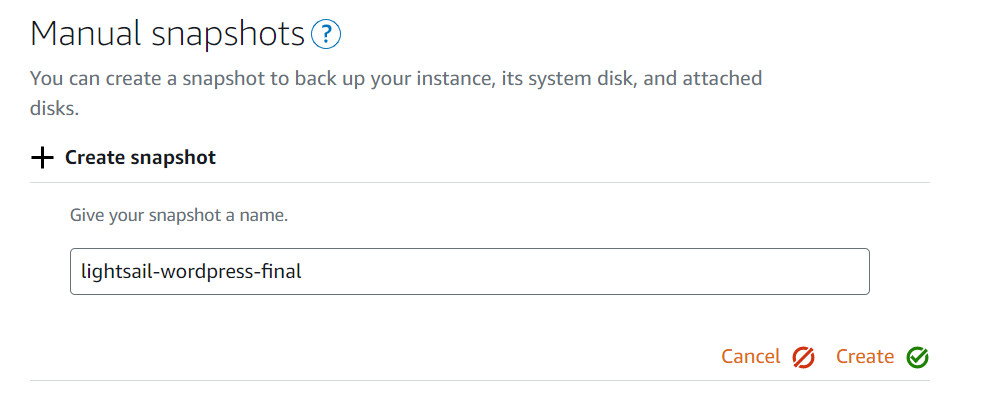 Manual snapshots ?
You can create a snapshot to back up your instance, its system disk, and attached
disks.
Create snapshot
Give your snapshot a name.
lightsail-wordpress-final
Cancel Create